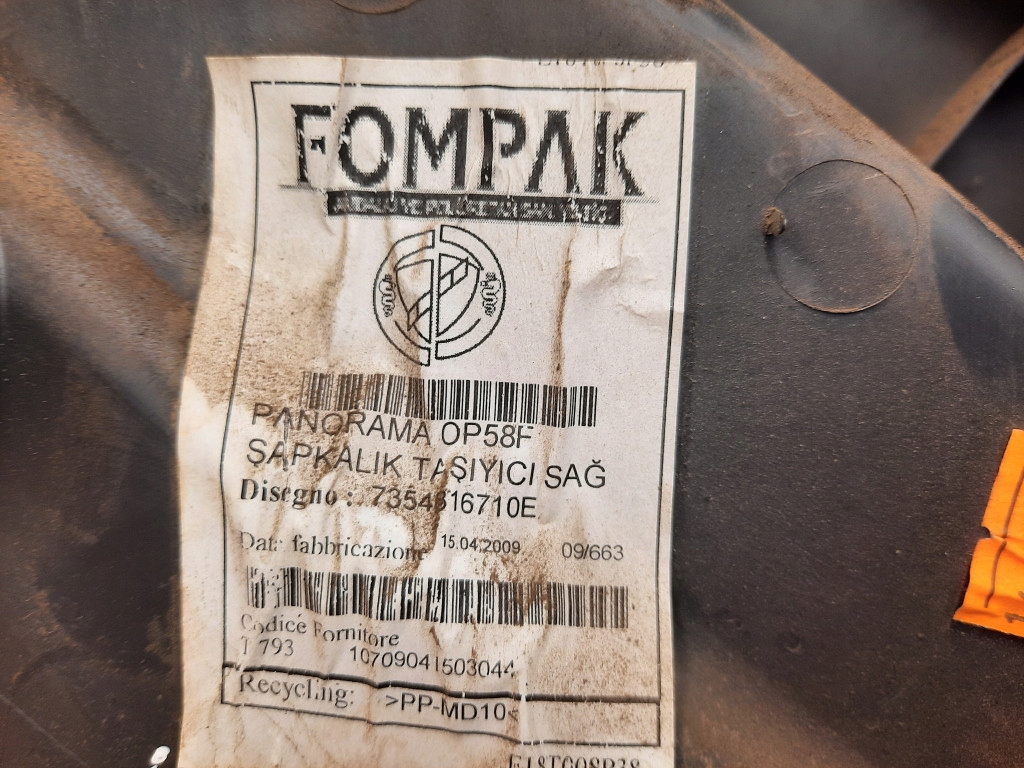 FOMPAK
PANORAMA OP58F
ŞAPKALIK TAŞIYICI SAĞ
Disegno : 7354816710E
Data fabbricazione 15.04.2009 09/663
Codice Fornitore
T 793 10709041503044
Recycling: >PP-MD10<